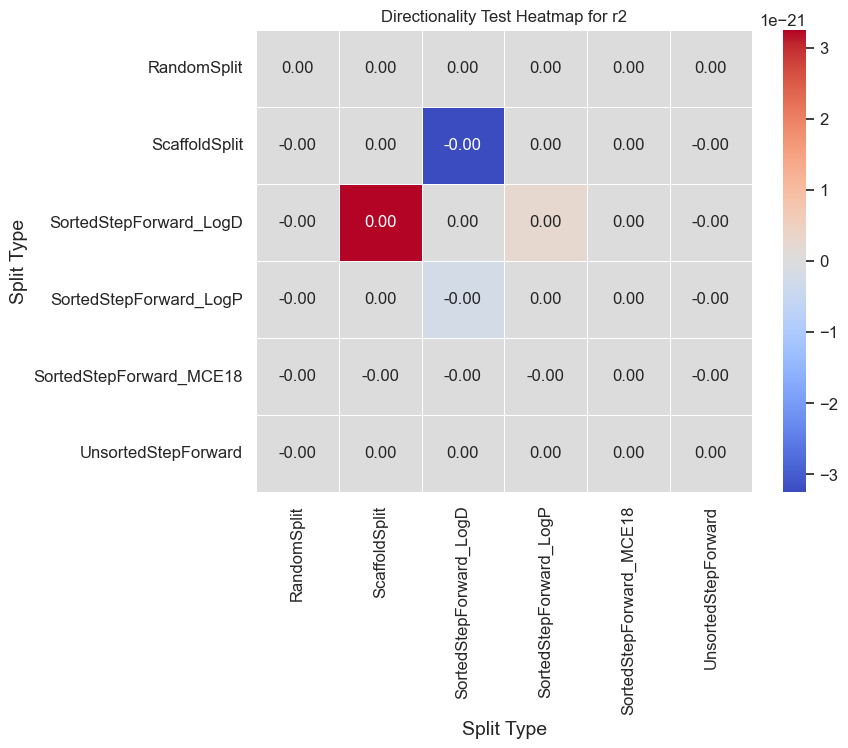 Directionality Test Heatmap for r2
1e−21
RandomSplit 0.00 0.00 0.00 0.00 0.00 0.00
ScaffoldSplit -0.00 0.00 -0.00 0.00 0.00 -0.00
SortedStepForward_LogD -0.00 0.00 0.00 0.00 -0.00 -0.00
SortedStepForward_LogP -0.00 0.00 -0.00 0.00 0.00 -0.00
SortedStepForward_MCE18 -0.00 -0.00 -0.00 -0.00 0.00 -0.00
UnsortedStepForward -0.00 0.00 0.00 0.00 0.00 0.00
Split Type
RandomSplit
ScaffoldSplit
SortedStepForward_LogD
SortedStepForward_LogP
SortedStepForward_MCE18
UnsortedStepForward
Split Type
3
2
1
0
−1
−2
−3